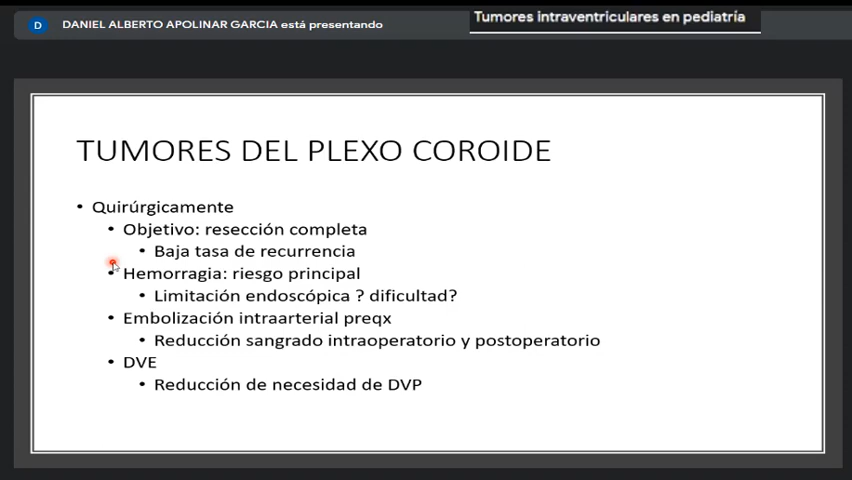 D DANIEL ALBERTO APOLINAR GARCIA está presentando
Tumores intraventriculares en pediatría
TUMORES DEL PLEXO COROIDE
• Quirúrgicamente
• Objetivo: resección completa
• Baja tasa de recurrencia
• Hemorragia: riesgo principal
• Limitación endoscópica ? dificultad?
• Embolización intraarterial preqx
• Reducción sangrado intraoperatorio y postoperatorio
• DVE
• Reducción de necesidad de DVP